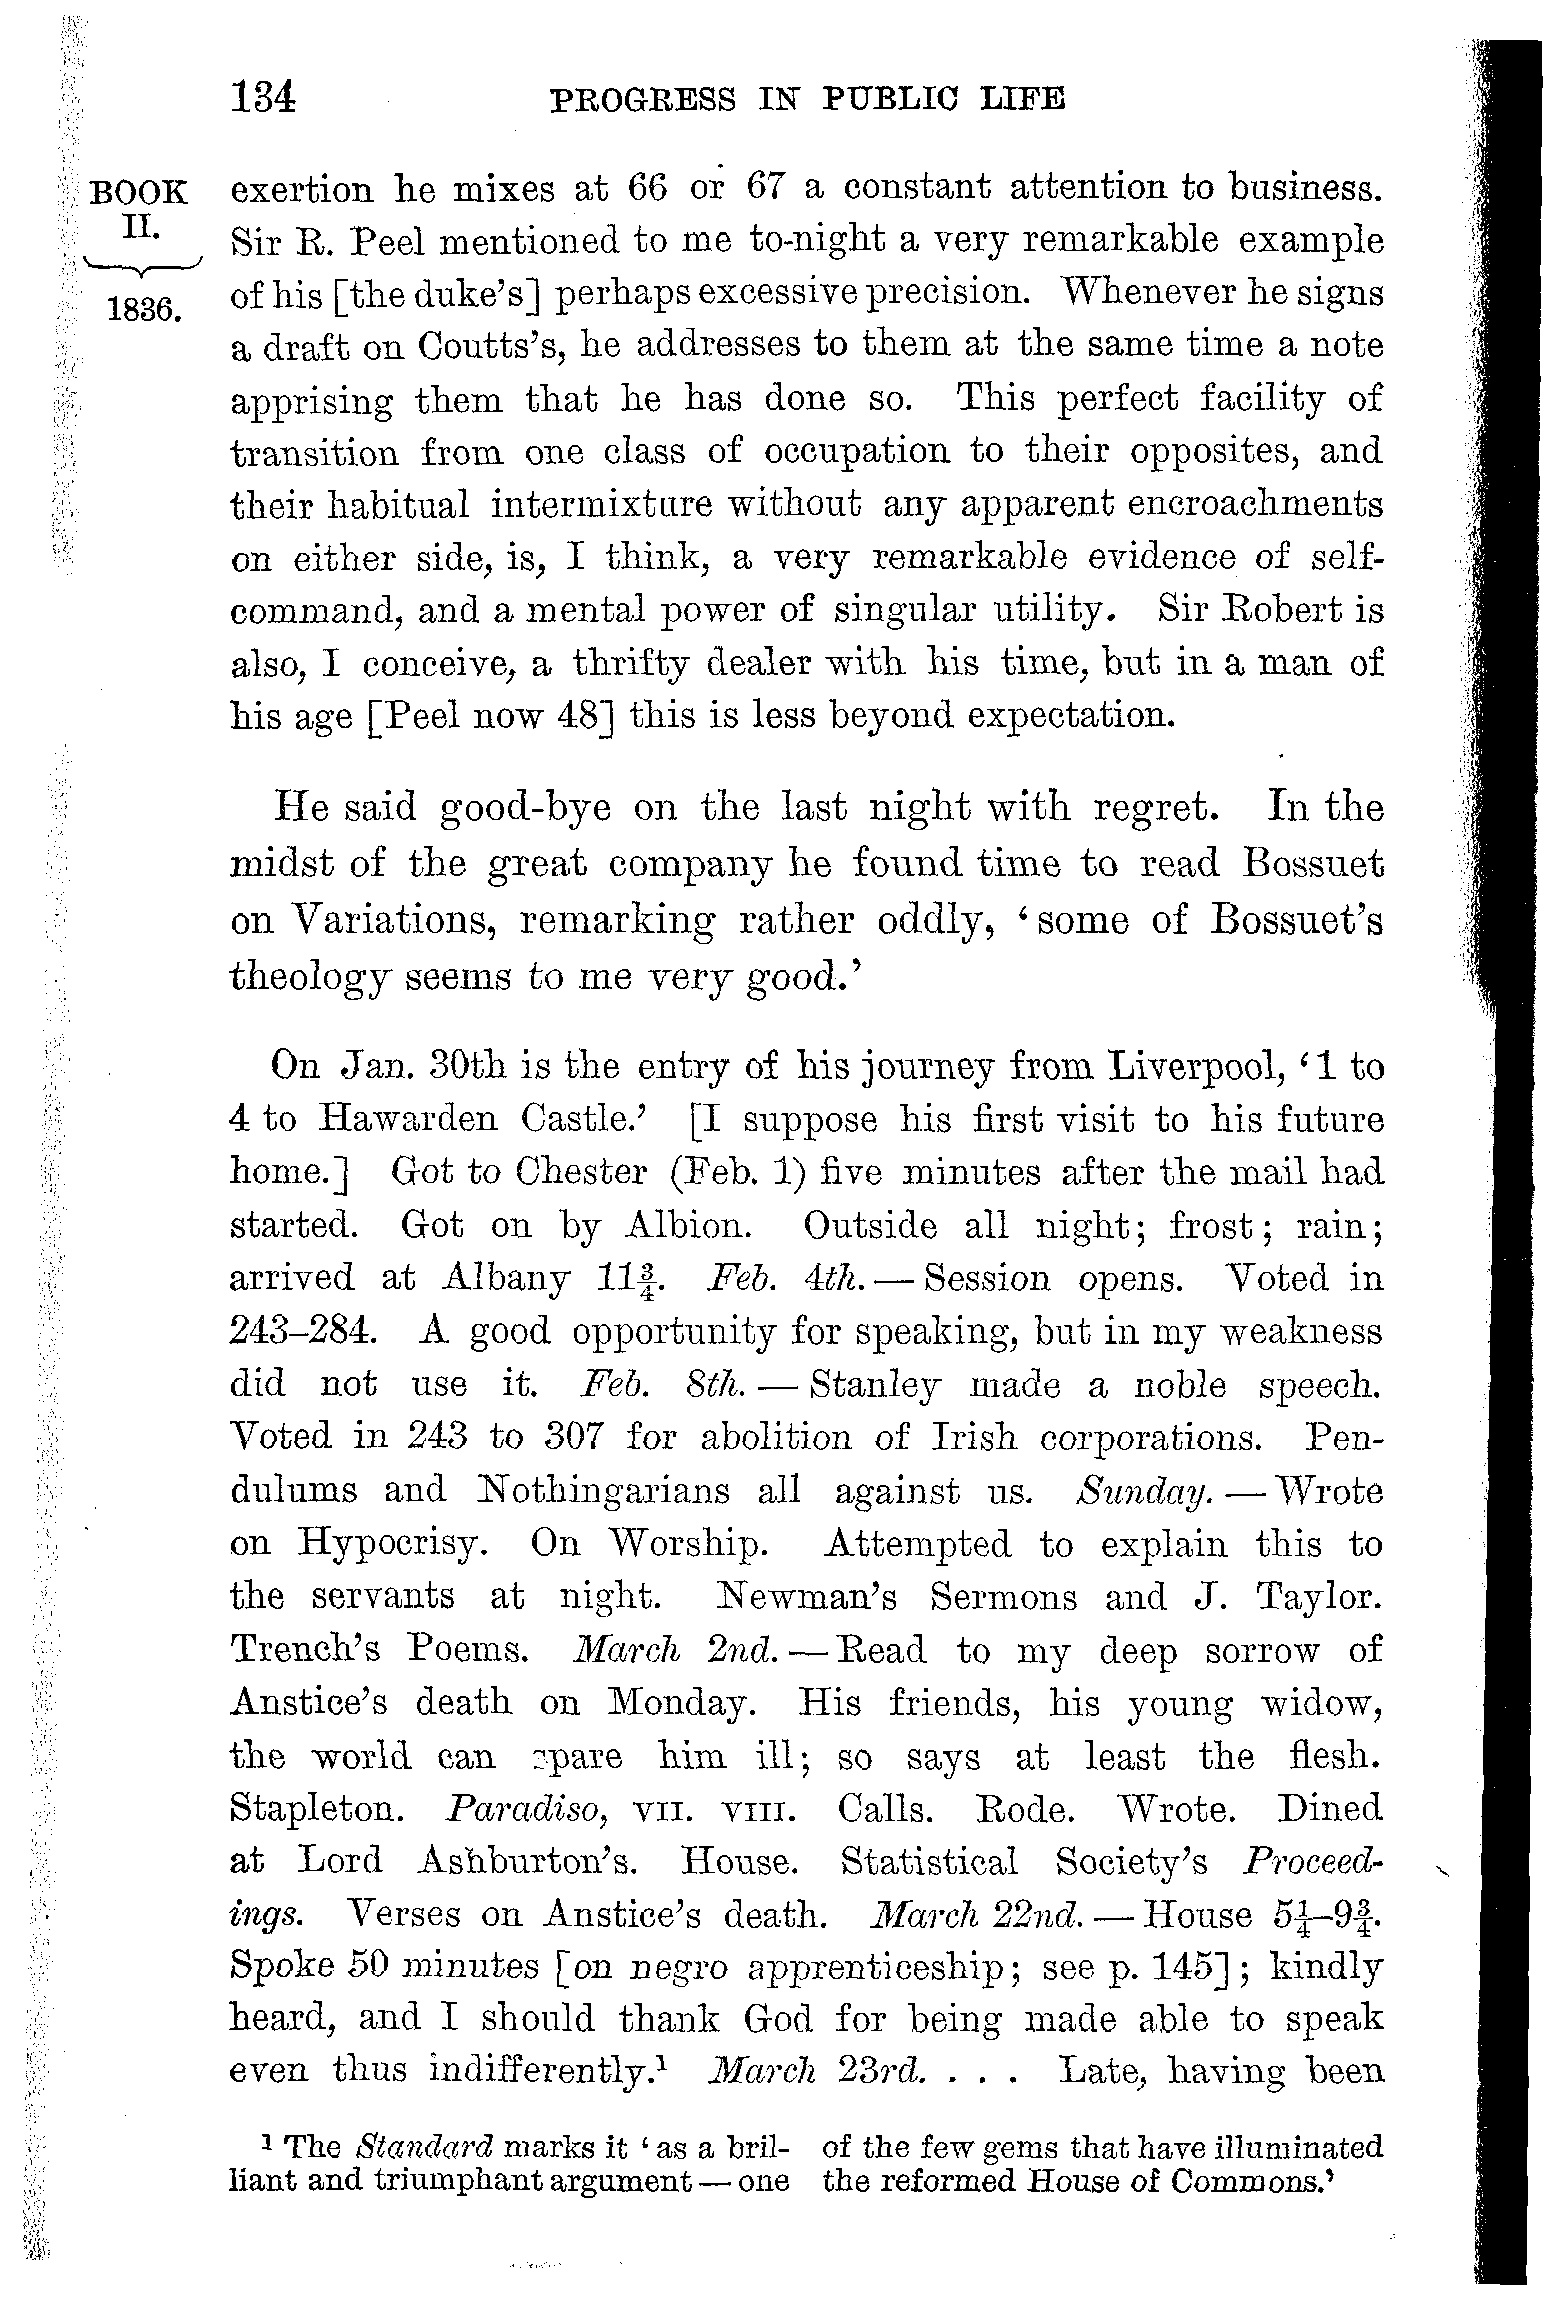 134 PROGRESS IN PUBLIC LIFE
BOOK
II.
1836.
exertion he mixes at 66 or 67 a constant attention to business.
Sir R. Peel mentioned to me to-night a very remarkable example
of his [the duke's] perhaps excessive precision. Whenever he signs
a draft on Coutts's, he addresses to them at the same time a note
apprising them that he has done so. This perfect facility of
transition from one class of occupation to their opposites, and
their habitual intermixture without any apparent encroachments
on either side, is, I think, a very remarkable evidence of self-
command, and a mental power of singular utility. Sir Robert is
also, I conceive, a thrifty dealer with his time, but in a man of
his age [Peel now 48] this is less beyond expectation.
He said good-bye on the last night with regret. In the
midst of the great company he found time to read Bossuet
on Variations, remarking rather oddly, 'some of Bossuet's
theology seems to me very good.'
On Jan. 30th is the entry of his journey from Liverpool, '1 to
4 to Hawarden Castle.' [I suppose his first visit to his future
home.] Got to Chester (Feb. 1) five minutes after the mail had
started. Got on by Albion. Outside all night; frost; rain;
arrived at Albany 11¾. Feb. 4th. — Session opens. Voted in
243–284. A good opportunity for speaking, but in my weakness
did not use it. Feb. 8th. — Stanley made a noble speech.
Voted in 243 to 307 for abolition of Irish corporations. Pen-
dulums and Nothingarians all against us. Sunday. — Wrote
on Hypocrisy. On Worship. Attempted to explain this to
the servants at night. Newman's Sermons and J. Taylor.
Trench's Poems. March 2nd. — Read to my deep sorrow of
Anstice's death on Monday. His friends, his young widow,
the world can spare him ill; so says at least the flesh.
Stapleton. Paradiso, VII. VIII. Calls. Rode. Wrote. Dined
at Lord Ashburton's. House. Statistical Society's Proceed-
ings. Verses on Anstice's death. March 22nd. — House 5¼–9¾.
Spoke 50 minutes [on negro apprenticeship; see p. 145]; kindly
heard, and I should thank God for being made able to speak
even thus indifferently.¹ March 23rd. . . . Late, having been
¹ The Standard marks it 'as a bril-
liant and triumphant argument — one
of the few gems that have illuminated
the reformed House of Commons.'